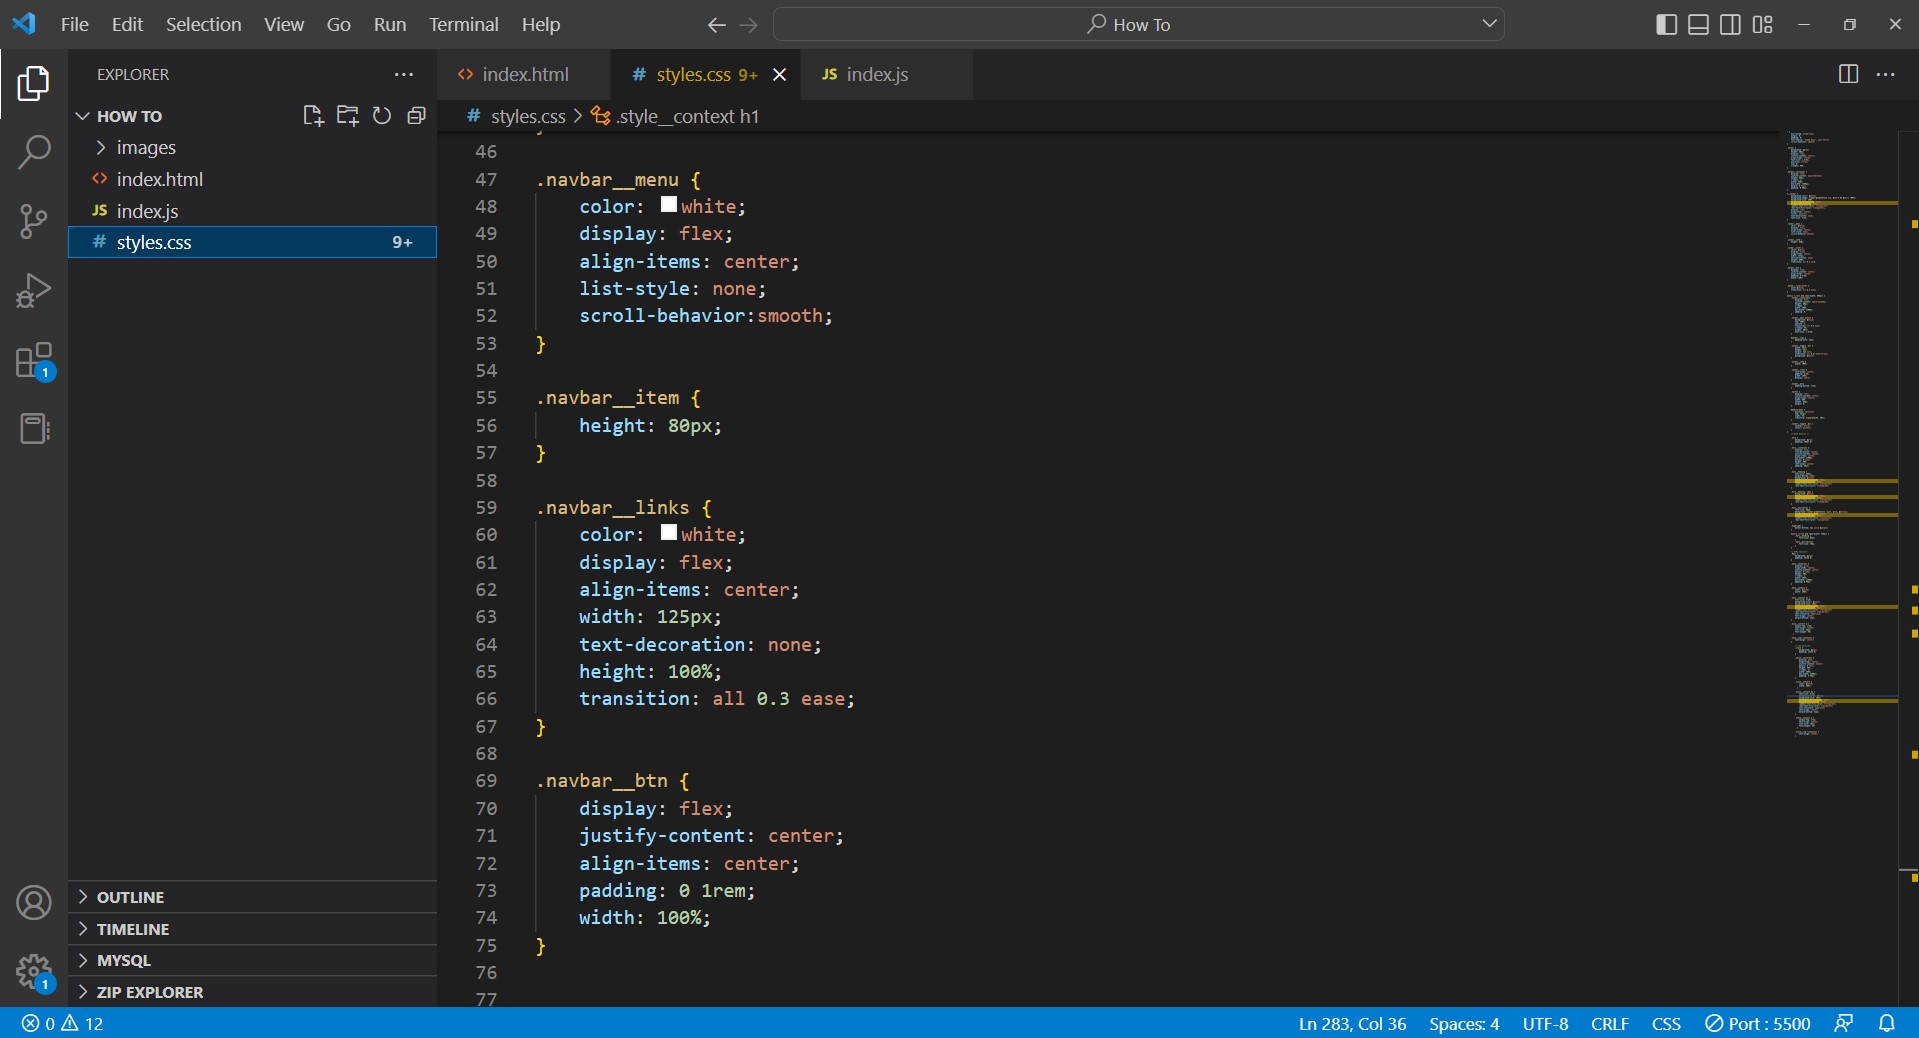 File Edit Selection View Go Run Terminal Help How To
EXPLORER
HOW TO
images
index.html
JS index.js
# styles.css 9+
OUTLINE
TIMELINE
MYSQL
ZIP EXPLORER
1
1
index.html # styles.css 9+ JS index.js
# styles.css > .style__context h1
46
47 .navbar__menu {
48 color: white;
49 display: flex;
50 align-items: center;
51 list-style: none;
52 scroll-behavior:smooth;
53 }
54
55 .navbar__item {
56 height: 80px;
57 }
58
59 .navbar__links {
60 color: white;
61 display: flex;
62 align-items: center;
63 width: 125px;
64 text-decoration: none;
65 height: 100%;
66 transition: all 0.3 ease;
67 }
68
69 .navbar__btn {
70 display: flex;
71 justify-content: center;
72 align-items: center;
73 padding: 0 1rem;
74 width: 100%;
75 }
76
77
0 12 Ln 283, Col 36 Spaces: 4 UTF-8 CRLF CSS Port : 5500